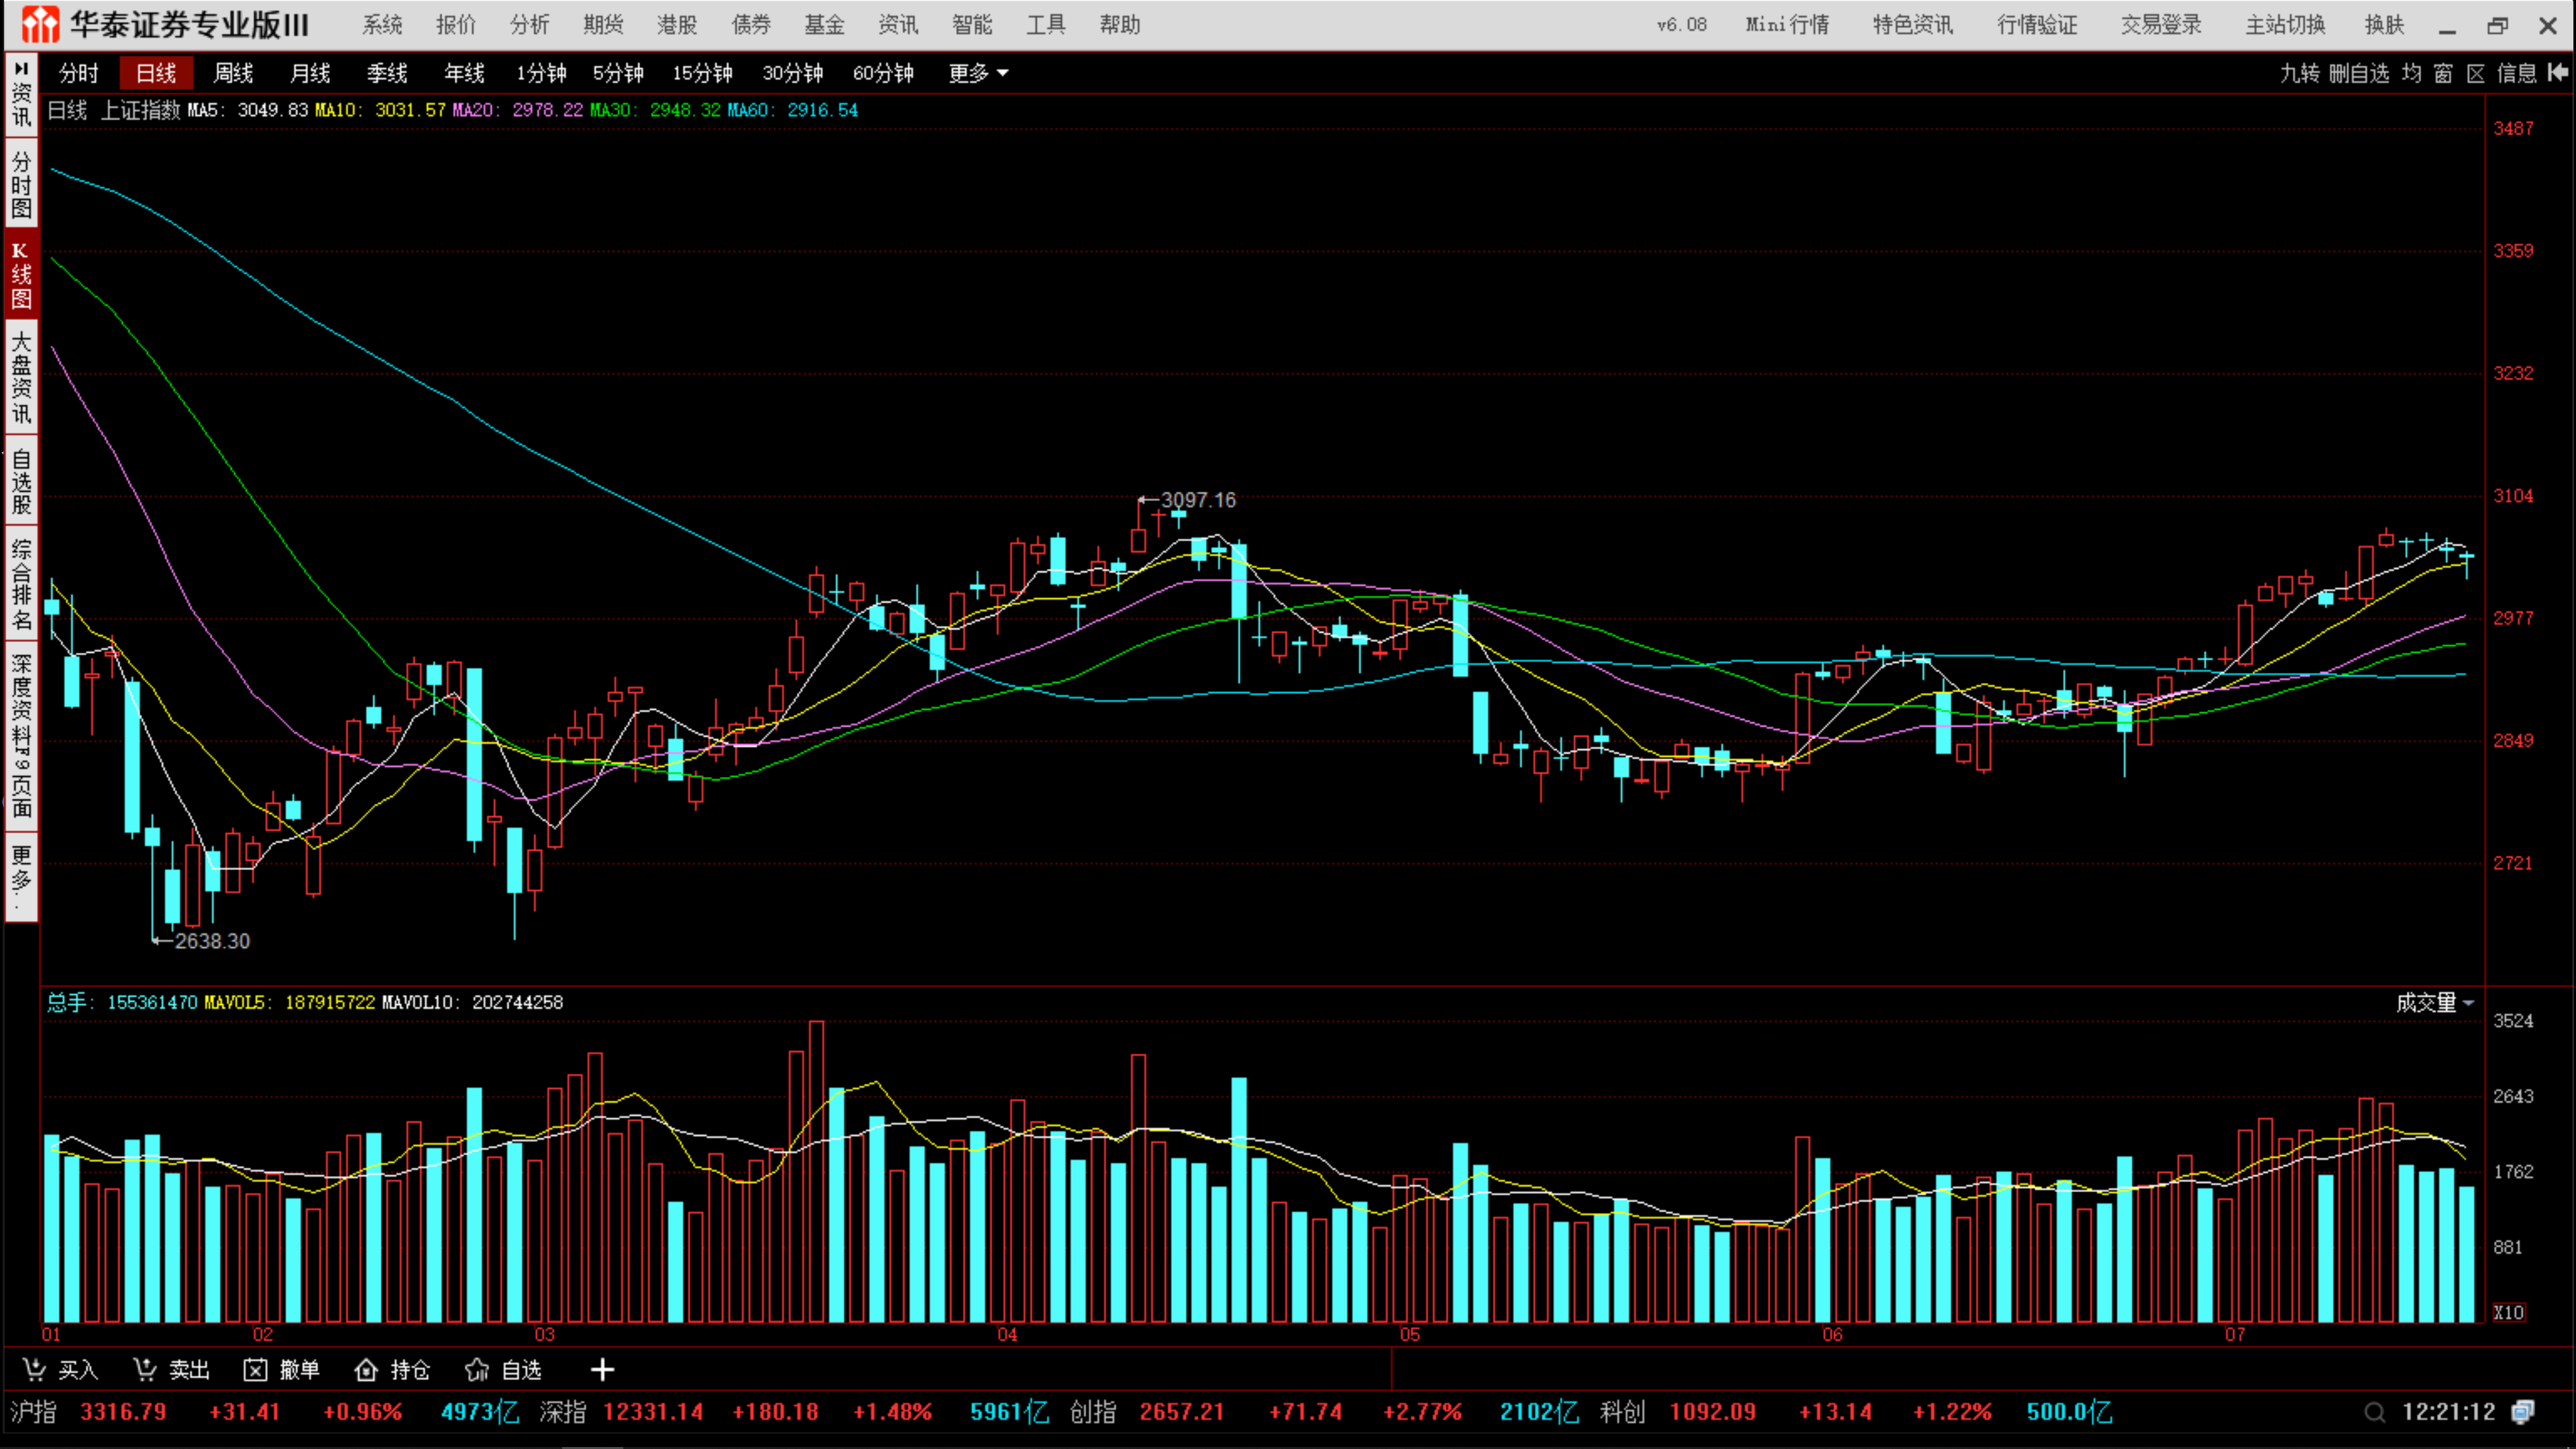 华泰证券专业版III 系统 报价 分析 期货 港股 债券 基金 资讯 智能 工具 帮助 v6.08 Mini行情 特色资讯 行情验证 交易登录 主站切换 换肤
分时 日线 周线 月线 季线 年线 1分钟 5分钟 15分钟 30分钟 60分钟 更多 九转 删自选 均 窗 区 信息
资讯
分时图
K线图
大盘资讯
自选股
综合排名
深度资料F9页面
更多..
日线 上证指数 MA5: 3049.83 MA10: 3031.57 MA20: 2978.22 MA30: 2948.32 MA60: 2916.54
3487
3359
3232
3104
2977
2849
2721
3097.16
2638.30
总手: 155361470 MAVOL5: 187915722 MAVOL10: 202744258 成交量
3524
2643
1762
881
X10
01 02 03 04 05 06 07
买入 卖出 撤单 持仓 自选 +
沪指 3316.79 +31.41 +0.96% 4973亿 深指 12331.14 +180.18 +1.48% 5961亿 创指 2657.21 +71.74 +2.77% 2102亿 科创 1092.09 +13.14 +1.22% 500.0亿 12:21:12